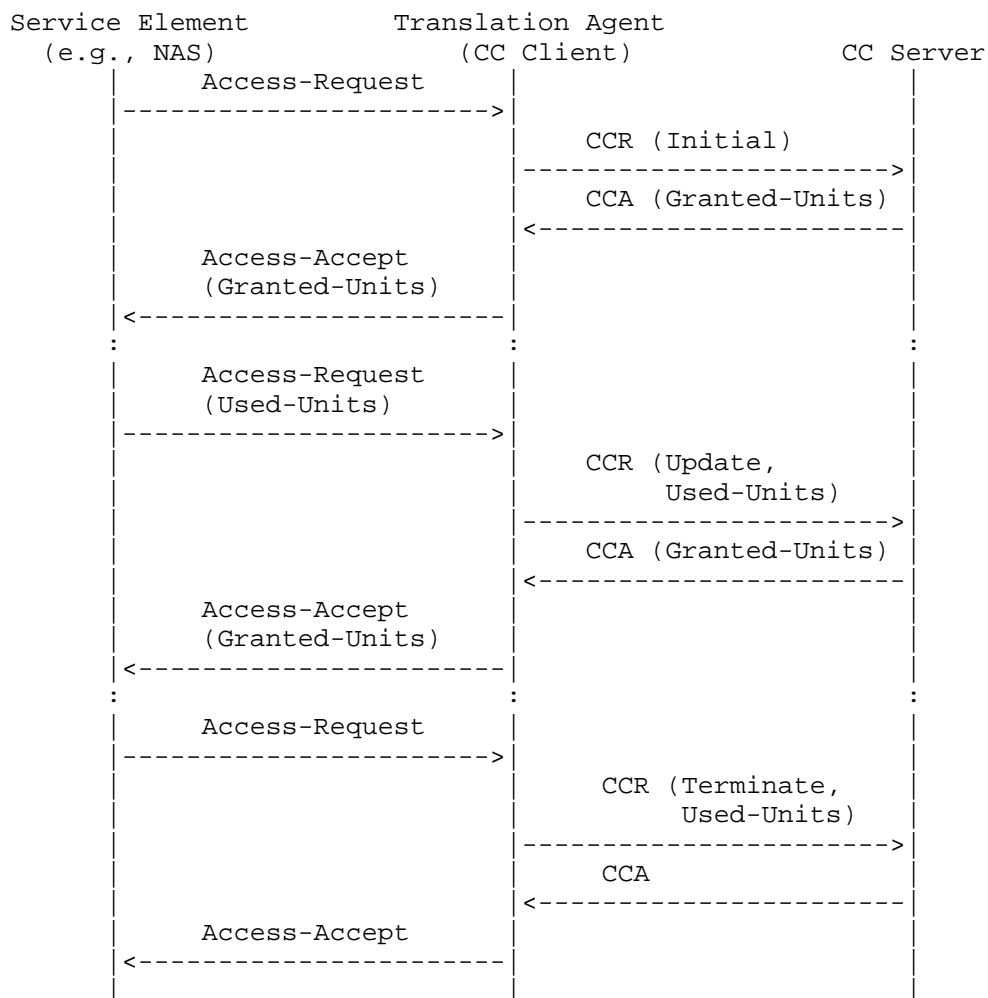 Service Element Translation Agent
(e.g., NAS) (CC Client) CC Server
Access-Request
CCR (Initial)
CCA (Granted-Units)
Access-Accept
(Granted-Units)
Access-Request
(Used-Units)
CCR (Update,
Used-Units)
CCA (Granted-Units)
Access-Accept
(Granted-Units)
Access-Request
CCR (Terminate,
Used-Units)
CCA
Access-Accept